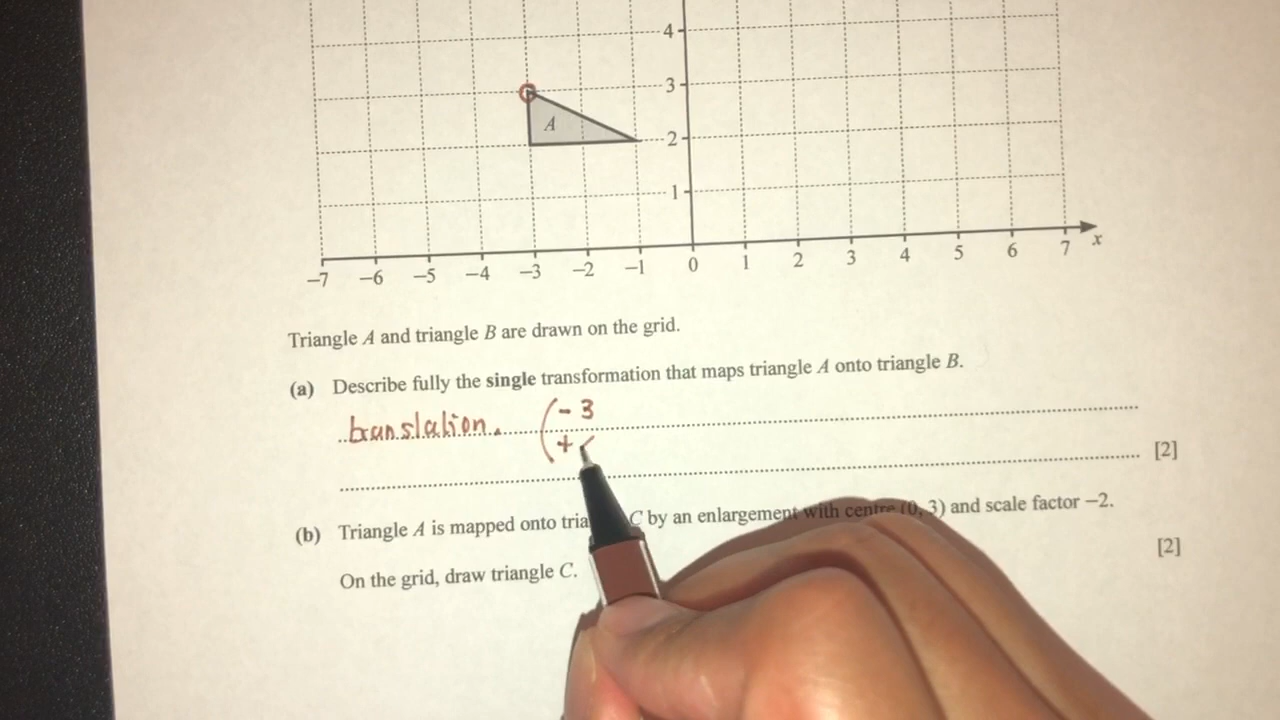 4
3
A
2
1
-7 -6 -5 -4 -3 -2 -1 0 1 2 3 4 5 6 7 x
Triangle A and triangle B are drawn on the grid.
(a) Describe fully the single transformation that maps triangle A onto triangle B.
translation. (-3
(+
[2]
(b) Triangle A is mapped onto C by an enlargement with centre (0, 3) and scale factor –2.
[2]
On the grid, draw triangle C.